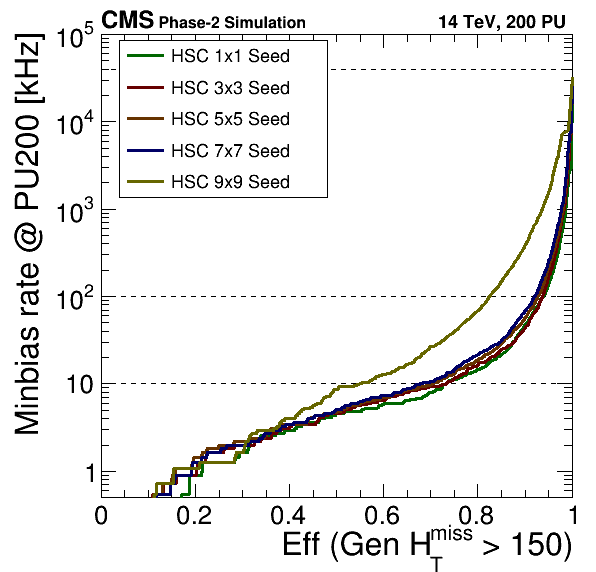 CMS Phase-2 Simulation 14 TeV, 200 PU
Minbias rate @ PU200 [kHz]
10^5
10^4
10^3
10^2
10
1
HSC 1x1 Seed
HSC 3x3 Seed
HSC 5x5 Seed
HSC 7x7 Seed
HSC 9x9 Seed
0 0.2 0.4 0.6 0.8 1
Eff (Gen H_T^miss > 150)